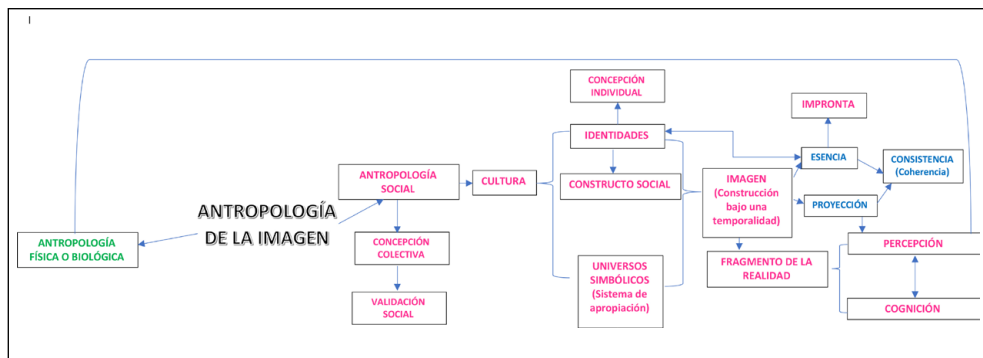 I
CONCEPCIÓN
INDIVIDUAL
IMPRONTA
IDENTIDADES
ESENCIA
CONSISTENCIA
(Coherencia)
ANTROPOLOGÍA
SOCIAL
CULTURA
CONSTRUCTO SOCIAL
IMAGEN
(Construcción
bajo una
temporalidad)
PROYECCIÓN
ANTROPOLOGÍA
DE LA IMAGEN
ANTROPOLOGÍA
FÍSICA O BIOLÓGICA
CONCEPCIÓN
COLECTIVA
UNIVERSOS
SIMBÓLICOS
(Sistema de
apropiación)
FRAGMENTO DE LA
REALIDAD
PERCEPCIÓN
VALIDACIÓN
SOCIAL
COGNICIÓN